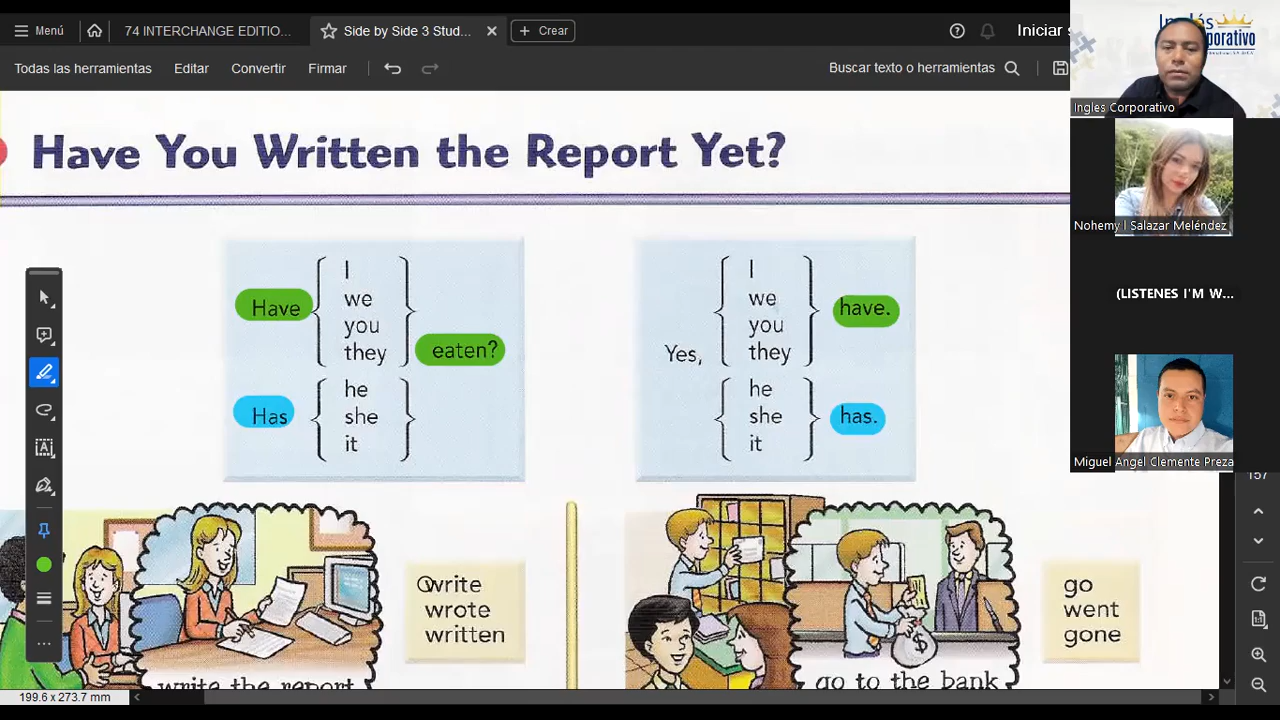 Menú
74 INTERCHANGE EDITIO...
Side by Side 3 Stud...
Crear
Iniciar s
Todas las herramientas
Editar
Convertir
Firmar
Buscar texto o herramientas
Inglés
Ingles Corporativo
Nohemy I Salazar Meléndez
(LISTENES I'M W...
Miguel Angel Clemente Preza
Have You Written the Report Yet?
Have
I
we
you
they
Has
he
she
it
eaten?
Yes,
I
we
you
they
have.
he
she
it
has.
write
wrote
written
write the report
go
went
gone
go to the bank
157
199.6 x 273.7 mm